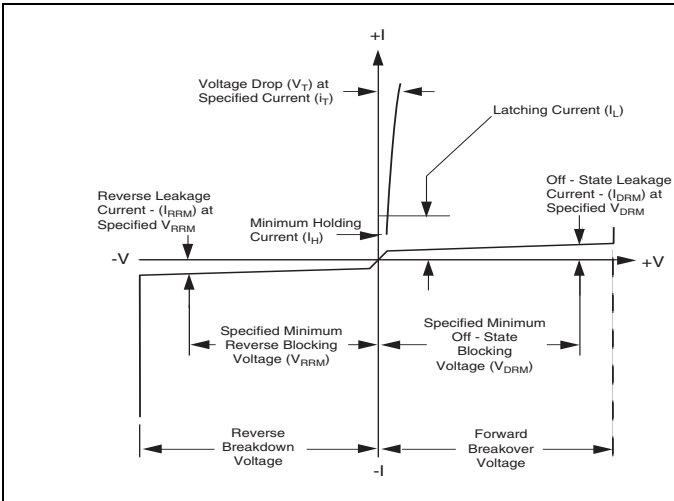 +I
Voltage Drop (VT) at
Specified Current (iT)
Latching Current (IL)
Reverse Leakage
Current - (IRRM) at
Specified VRRM
Off - State Leakage
Current - (IDRM) at
Specified VDRM
Minimum Holding
Current (IH)
-V
+V
Specified Minimum
Reverse Blocking
Voltage (VRRM)
Specified Minimum
Off - State
Blocking
Voltage (VDRM)
Reverse
Breakdown
Voltage
Forward
Breakover
Voltage
-I